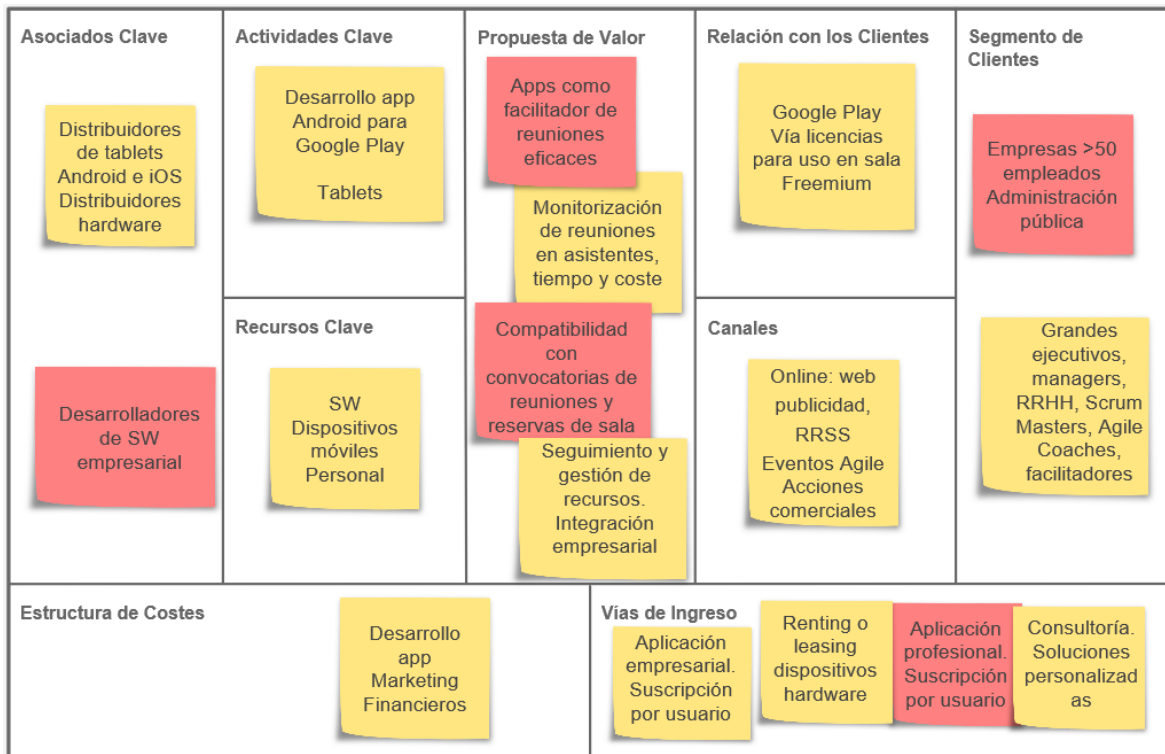 Asociados Clave
Distribuidores
de tablets
Android e iOS
Distribuidores
hardware
Desarrolladores
de SW
empresarial
Actividades Clave
Desarrollo app
Android para
Google Play
Tablets
Recursos Clave
SW
Dispositivos
móviles
Personal
Propuesta de Valor
Apps como
facilitador de
reuniones
eficaces
Monitorización
de reuniones
en asistentes,
tiempo y coste
Compatibilidad
con
convocatorias de
reuniones y
reservas de sala
Seguimiento y
gestión de
recursos.
Integración
empresarial
Relación con los Clientes
Google Play
Vía licencias
para uso en sala
Freemium
Canales
Online: web
publicidad,
RRSS
Eventos Agile
Acciones
comerciales
Segmento de
Clientes
Empresas >50
empleados
Administración
pública
Grandes
ejecutivos,
managers,
RRHH, Scrum
Masters, Agile
Coaches,
facilitadores
Estructura de Costes
Desarrollo
app
Marketing
Financieros
Vías de Ingreso
Aplicación
empresarial.
Suscripción
por usuario
Renting o
leasing
dispositivos
hardware
Aplicación
profesional.
Suscripción
por usuario
Consultoría.
Soluciones
personalizad
as